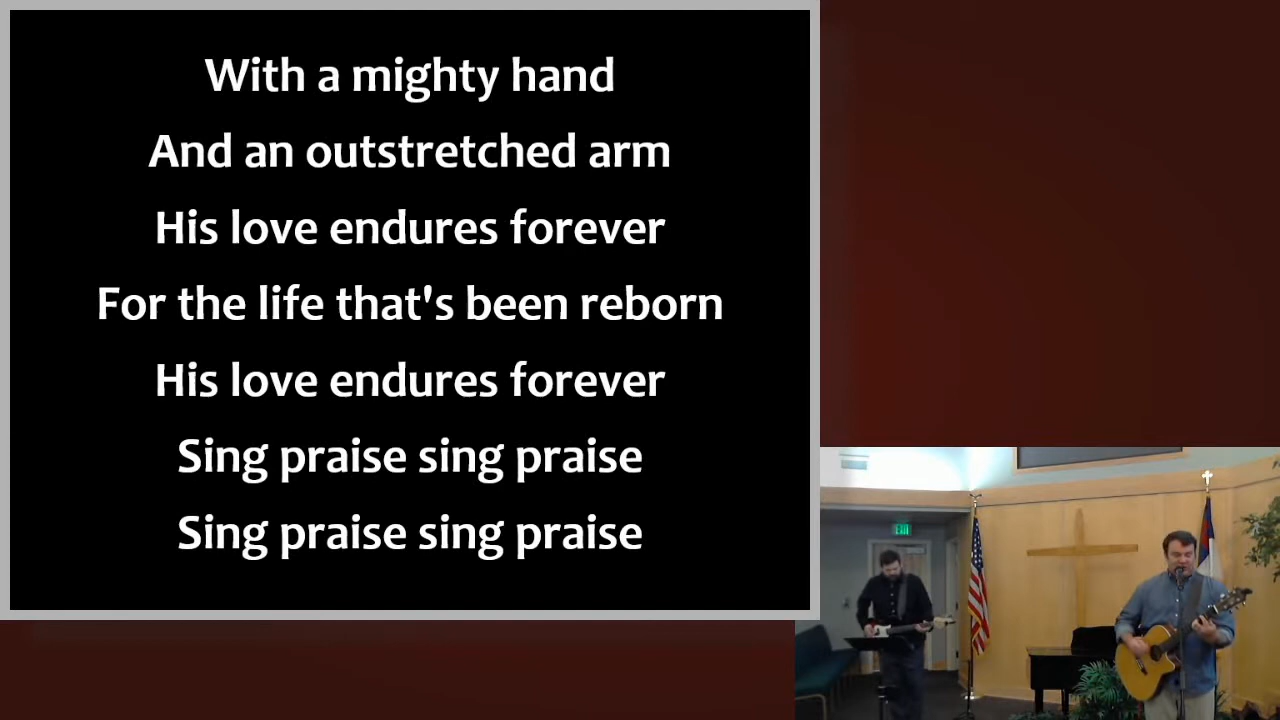 With a mighty hand
And an outstretched arm
His love endures forever
For the life that's been reborn
His love endures forever
Sing praise sing praise
Sing praise sing praise
EXIT